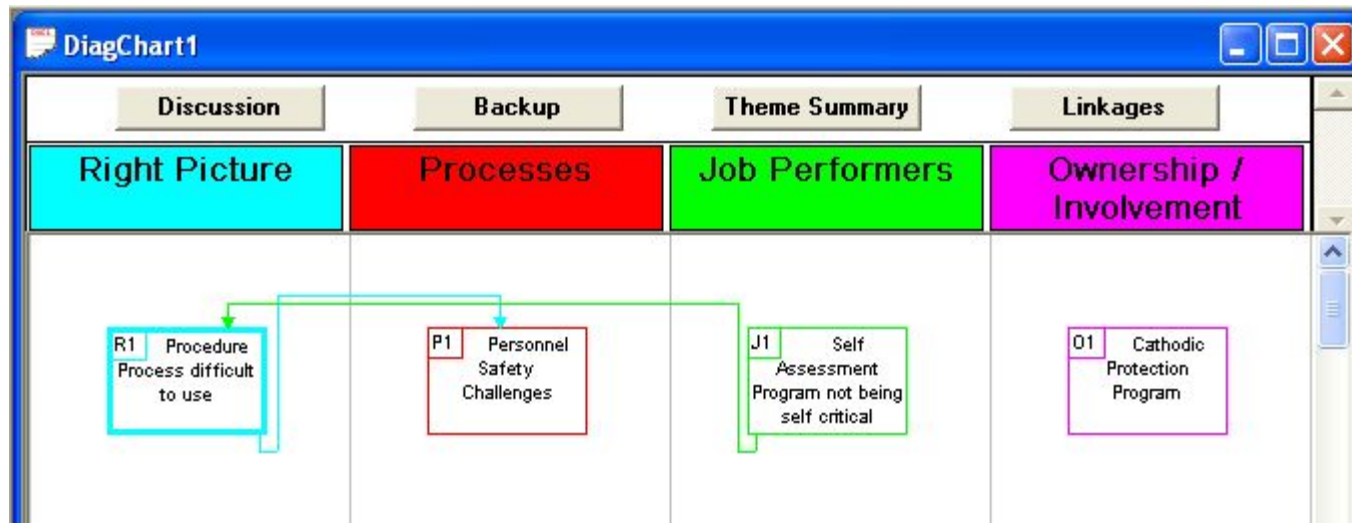 DiagChart1
Discussion
Backup
Theme Summary
Linkages
Right Picture
Processes
Job Performers
Ownership /
Involvement
R1 Procedure
Process difficult
to use
P1 Personnel
Safety
Challenges
J1 Self
Assessment
Program not being
self critical
O1 Cathodic
Protection
Program